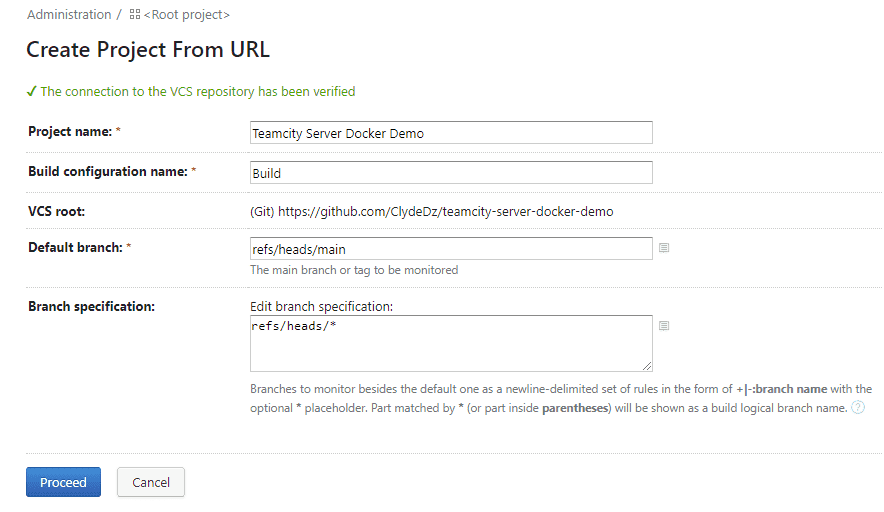 Administration / <Root project>
Create Project From URL
✓ The connection to the VCS repository has been verified
Project name: * Teamcity Server Docker Demo
Build configuration name: * Build
VCS root: (Git) https://github.com/ClydeDz/teamcity-server-docker-demo
Default branch: * refs/heads/main
The main branch or tag to be monitored
Branch specification: Edit branch specification:
refs/heads/*
Branches to monitor besides the default one as a newline-delimited set of rules in the form of +|-:branch name with the
optional * placeholder. Part matched by * (or part inside parentheses) will be shown as a build logical branch name. ?
Proceed Cancel